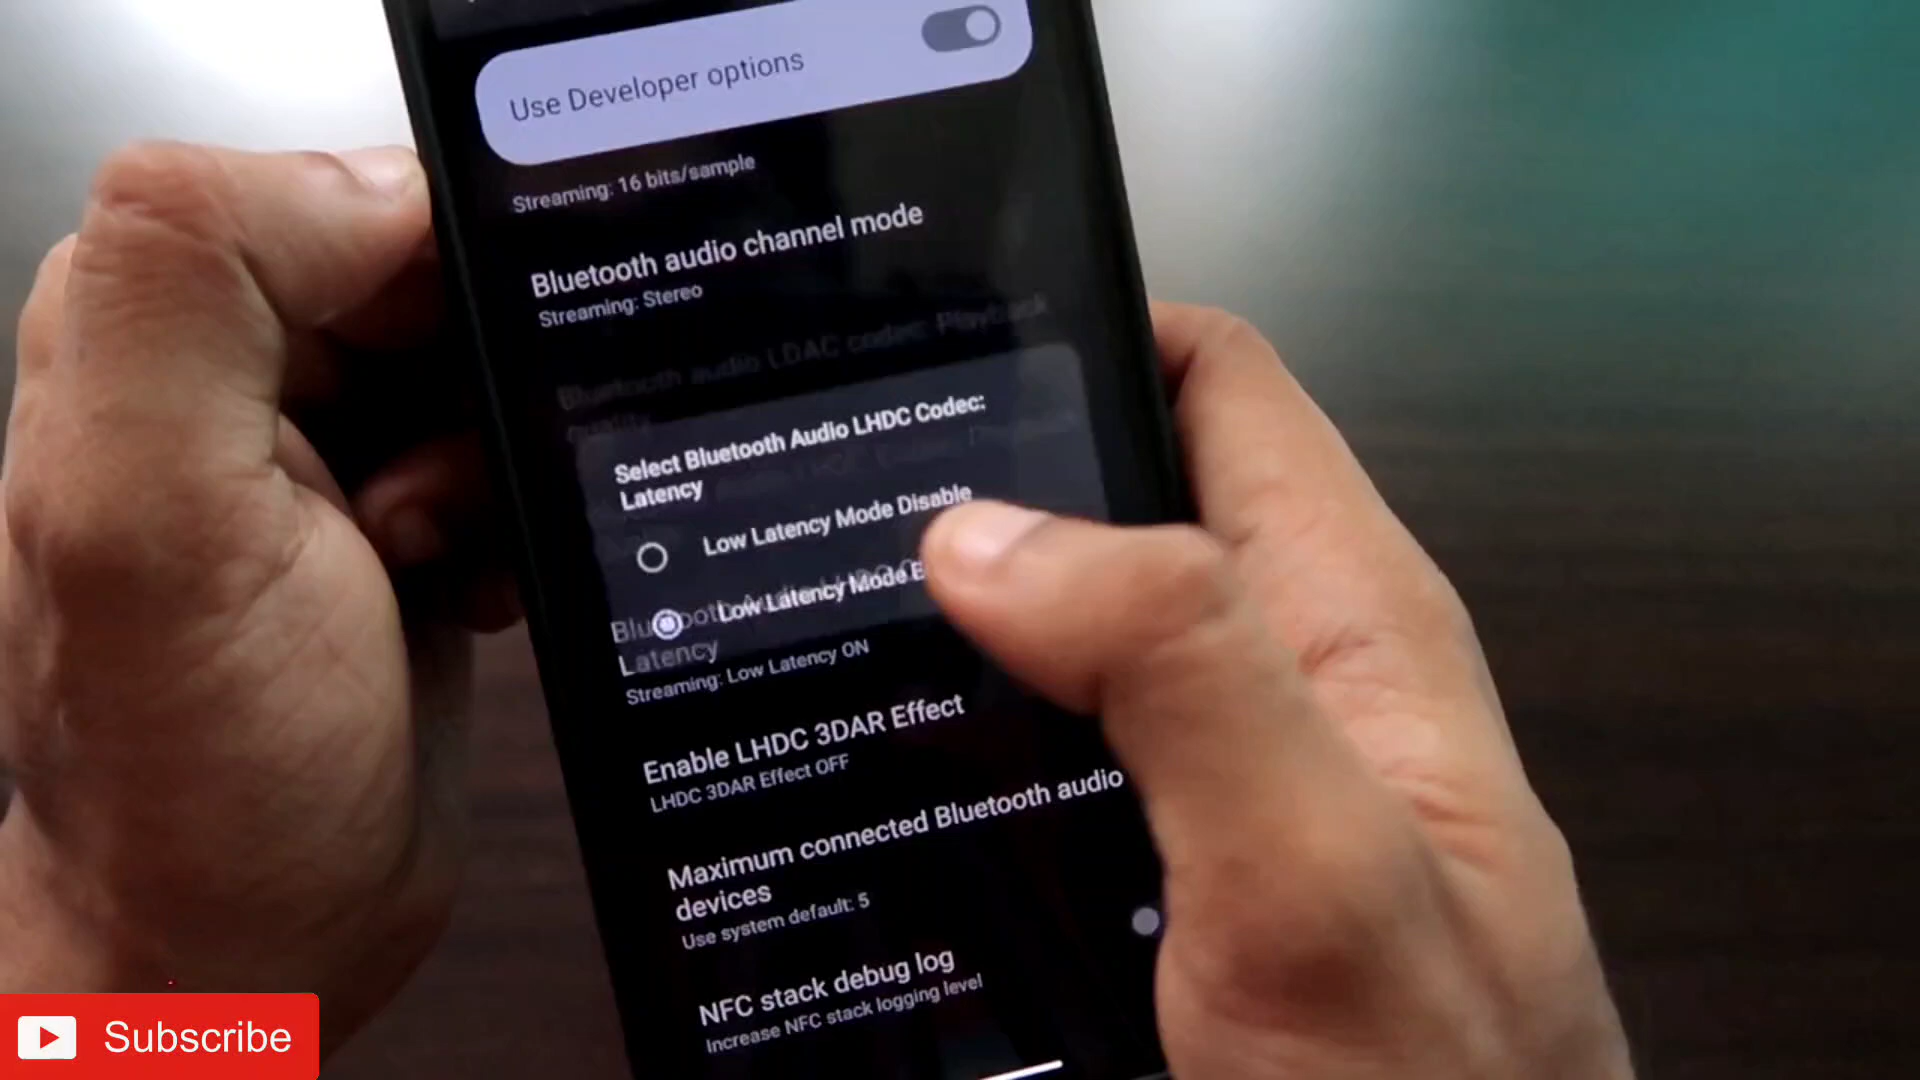 Use Developer options
Streaming: 16 bits/sample
Bluetooth audio channel mode
Streaming: Stereo
Bluetooth audio LDAC codec: Playback
quality
Select Bluetooth Audio LHDC Codec:
Latency
Low Latency Mode Disable
Low Latency Mode
Bluetooth Audio LHDC
Latency
Streaming: Low Latency ON
Enable LHDC 3DAR Effect
LHDC 3DAR Effect OFF
Maximum connected Bluetooth audio
devices
Use system default: 5
NFC stack debug log
Increase NFC stack logging level
Subscribe